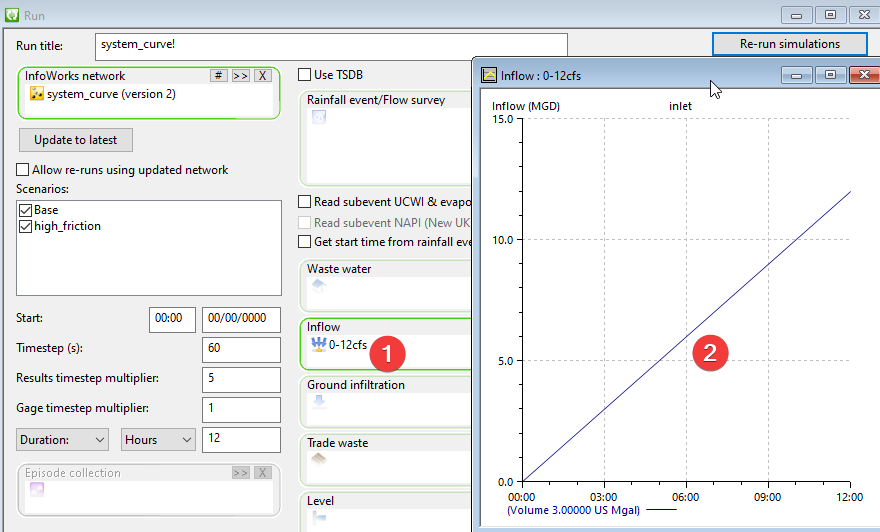 Run
Run title:
system_curve!
Re-run simulations
InfoWorks network
#
>>
X
system_curve (version 2)
Update to latest
Allow re-runs using updated network
Scenarios:
Base
high_friction
Start:
00:00
00/00/0000
Timestep (s):
60
Results timestep multiplier:
5
Gage timestep multiplier:
1
Duration:
Hours
12
Episode collection
>>
X
Use TSDB
Rainfall event/Flow survey
Read subevent UCWI & evapo
Read subevent NAPI (New UK
Get start time from rainfall eve
Waste water
Inflow
0-12cfs
1
Ground infiltration
Trade waste
Level
Inflow : 0-12cfs
Inflow (MGD)
inlet
15.0
10.0
5.0
0.0
2
00:00
03:00
06:00
09:00
12:00
(Volume 3.00000 US Mgal)